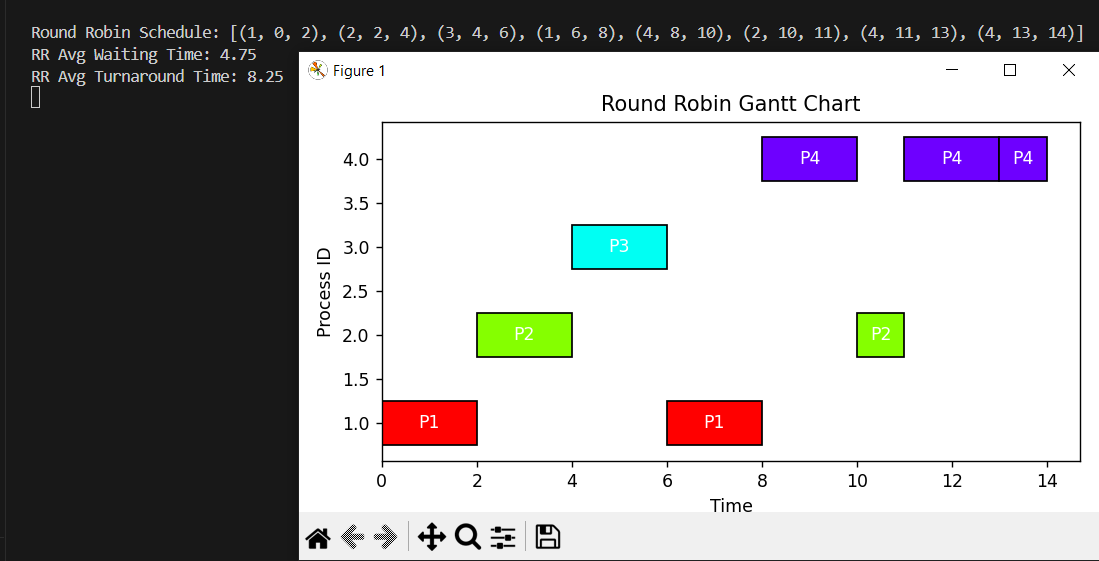 Round Robin Schedule: [(1, 0, 2), (2, 2, 4), (3, 4, 6), (1, 6, 8), (4, 8, 10), (2, 10, 11), (4, 11, 13), (4, 13, 14)]
RR Avg Waiting Time: 4.75
RR Avg Turnaround Time: 8.25
Figure 1
Round Robin Gantt Chart
Process ID
4.0
P4 P4 P4
3.5
3.0
P3
2.5
2.0
P2 P2
1.5
1.0
P1 P1
0 2 4 6 8 10 12 14
Time